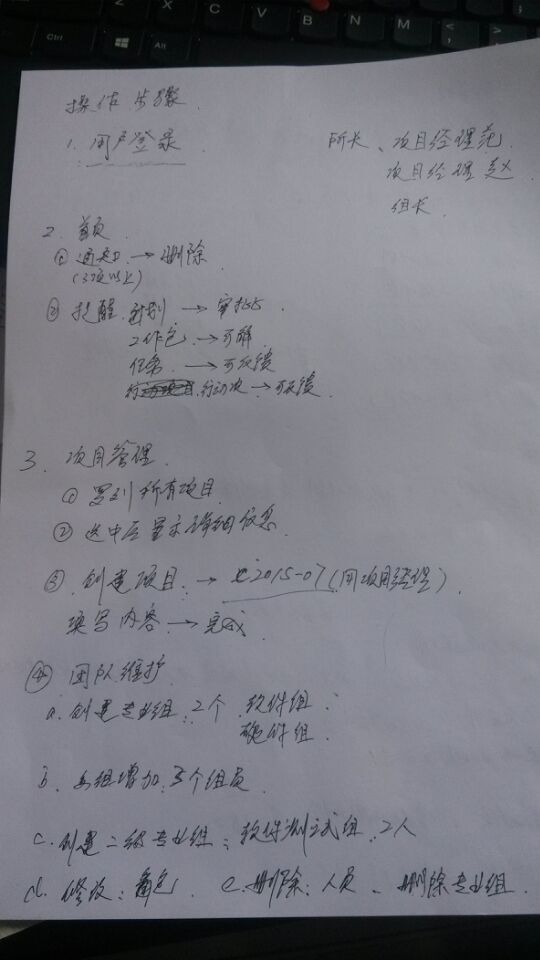 Ctrl
Alt
操作步骤
1. 用户登录
所长、项目经理范
项目经理赵
组长
2. 首页
① 通知 → 删除
(3项以上)
② 提醒:计划 → 审批
工作包 → 可解
任务 → 可反馈
行动项 → 可反馈
3. 项目管理
① 罗列所有项目
② 选中后显示详细信息
③ 创建项目 → C2015-07(同项目经理)
填写内容 → 完成
④ 团队维护
a. 创建专业组:2个 软件组
硬件组
b. 每组增加3个组员
c. 创建二级专业组:软件测试组:2人
d. 修改:角色 e. 删除:人员、删除专业组